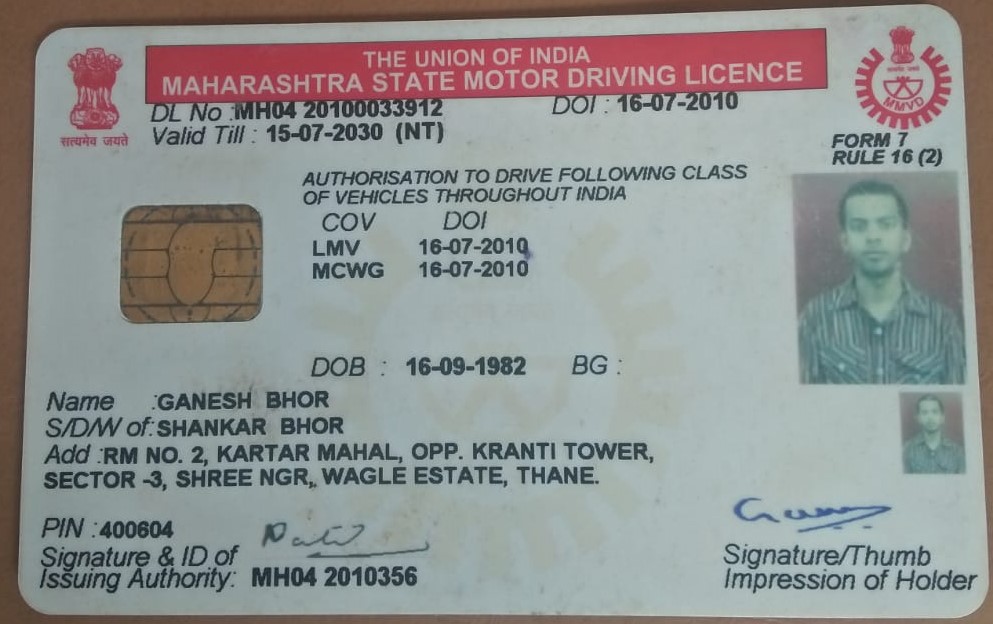 THE UNION OF INDIA
MAHARASHTRA STATE MOTOR DRIVING LICENCE
सत्यमेव जयते
MMVD
DL No :MH04 20100033912 DOI : 16-07-2010
Valid Till : 15-07-2030 (NT)
FORM 7
RULE 16 (2)
AUTHORISATION TO DRIVE FOLLOWING CLASS
OF VEHICLES THROUGHOUT INDIA
COV DOI
LMV 16-07-2010
MCWG 16-07-2010
DOB : 16-09-1982 BG :
Name :GANESH BHOR
S/D/W of:SHANKAR BHOR
Add :RM NO. 2, KARTAR MAHAL, OPP. KRANTI TOWER,
SECTOR -3, SHREE NGR,. WAGLE ESTATE, THANE.
PIN :400604
Signature & ID of
Issuing Authority: MH04 2010356
Signature/Thumb
Impression of Holder